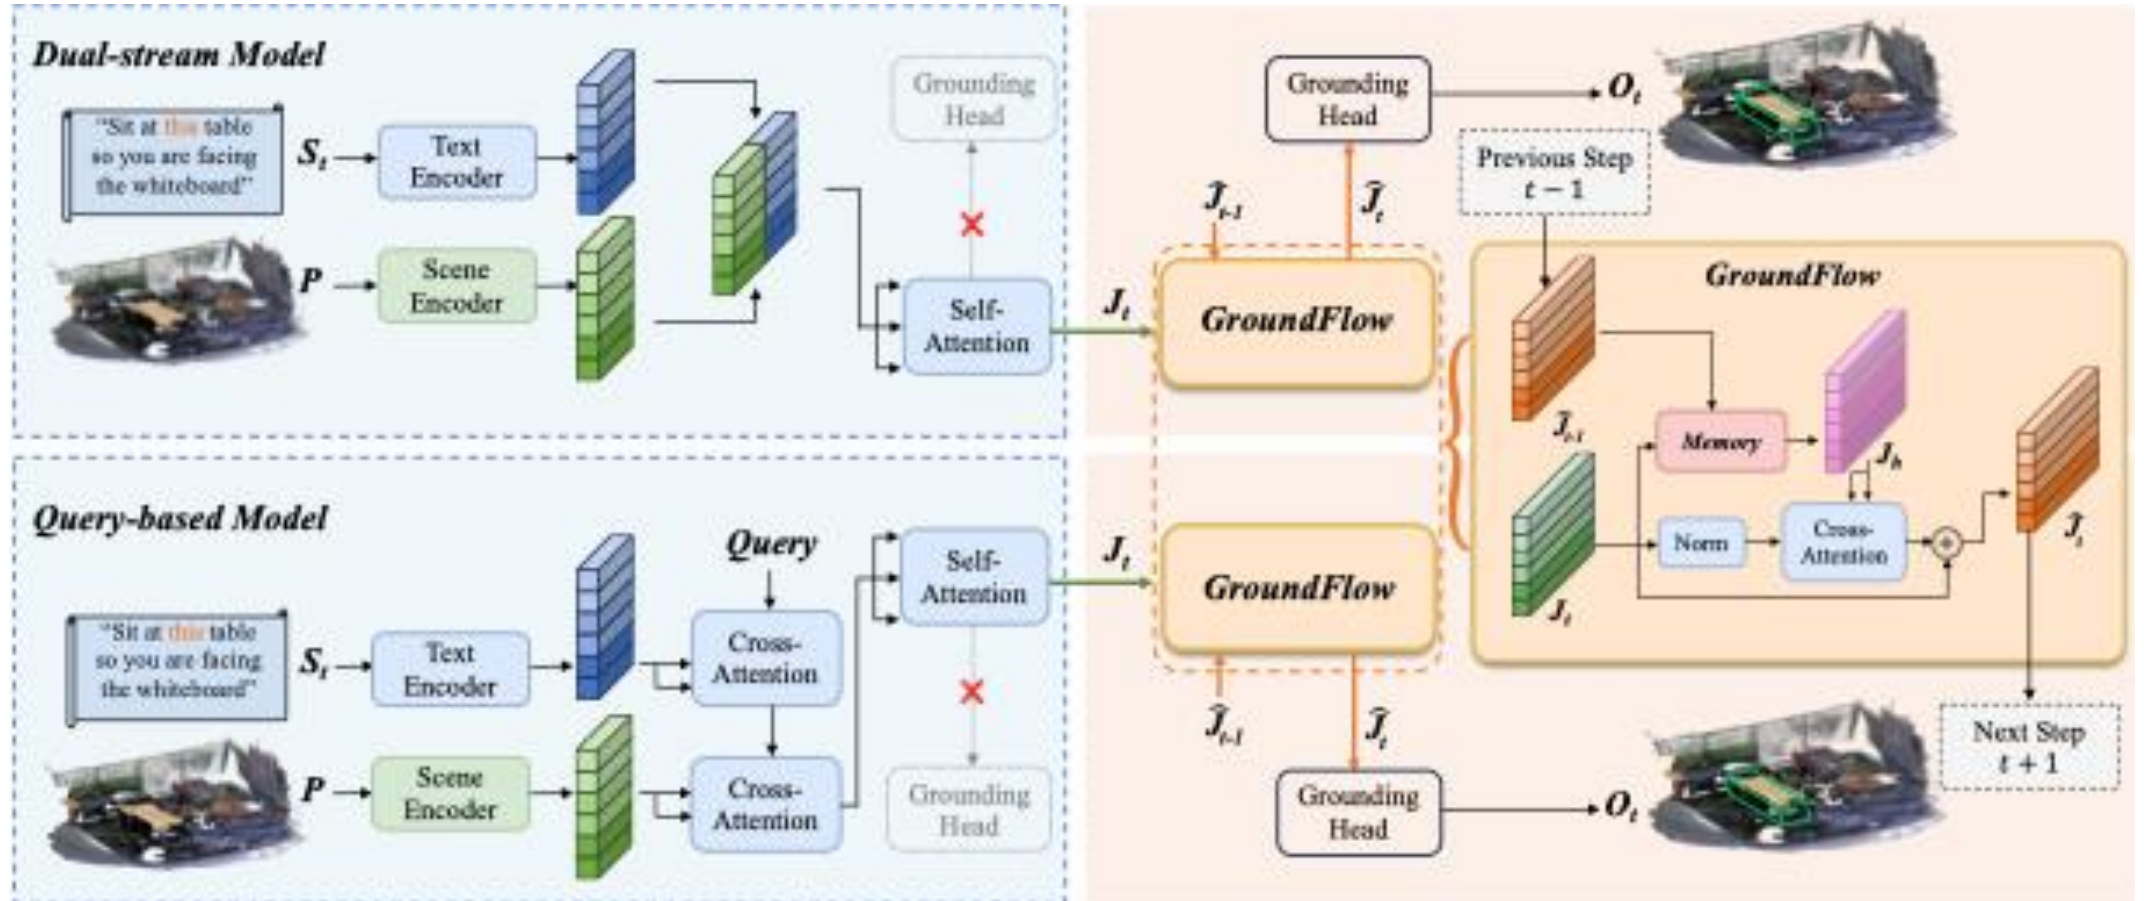 Dual-stream Model
"Sit at this table
so you are facing
the whiteboard"
S_t
Text
Encoder
P
Scene
Encoder
Grounding
Head
Self-
Attention
J_t
Ĵ_{t-1}
GroundFlow
Ĵ_t
Grounding
Head
O_t
Previous Step
t − 1
GroundFlow
Ĵ_{t-1}
Memory
J_h
J_t
Norm
Cross-
Attention
+
Ĵ_t
Next Step
t + 1
Query-based Model
"Sit at this table
so you are facing
the whiteboard"
S_t
Text
Encoder
P
Scene
Encoder
Query
Cross-
Attention
Cross-
Attention
Self-
Attention
Grounding
Head
J_t
GroundFlow
Ĵ_{t-1}
Ĵ_t
Grounding
Head
O_t